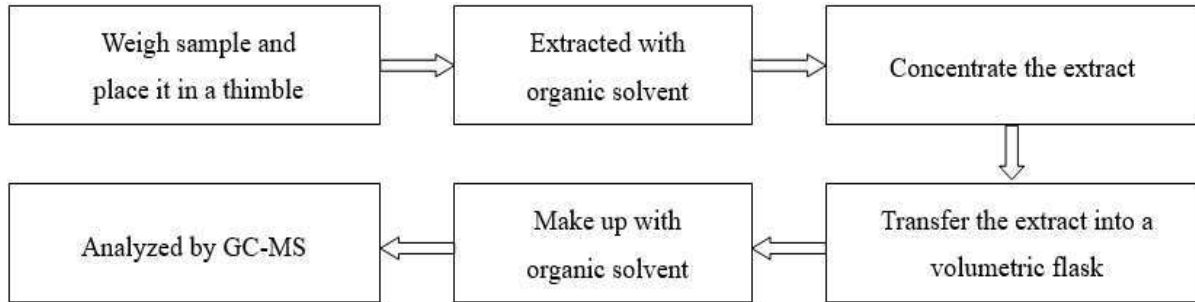 Weigh sample and
place it in a thimble
Extracted with
organic solvent
Concentrate the extract
Transfer the extract into a
volumetric flask
Make up with
organic solvent
Analyzed by GC-MS